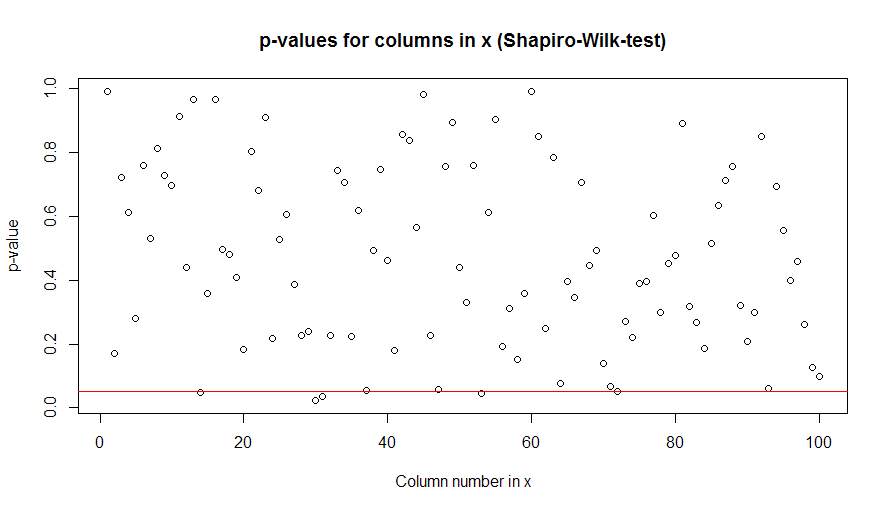 p-values for columns in x (Shapiro-Wilk-test)
p-value
1.0
0.8
0.6
0.4
0.2
0.0
0 20 40 60 80 100
Column number in x